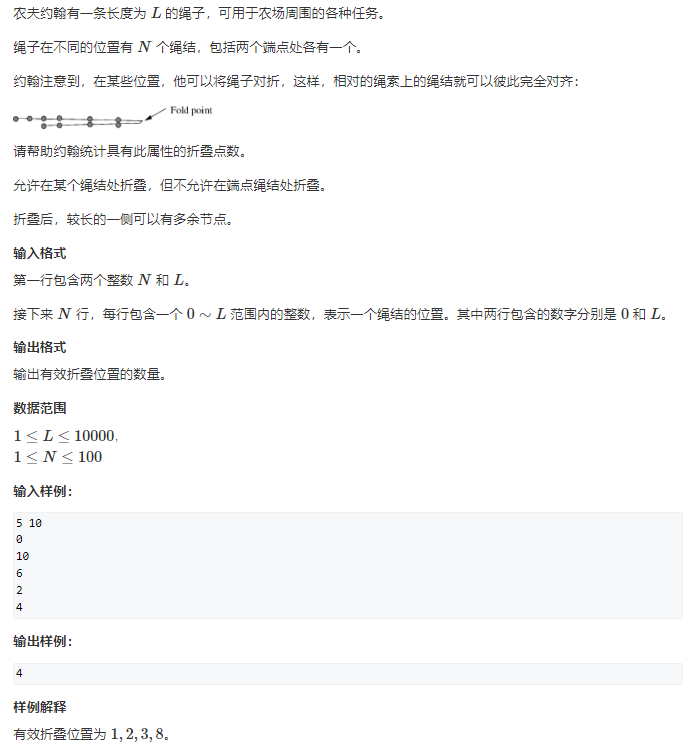 农夫约翰有一条长度为 L 的绳子，可用于农场周围的各种任务。
绳子在不同的位置有 N 个绳结，包括两个端点处各有一个。
约翰注意到，在某些位置，他可以将绳子对折，这样，相对的绳索上的绳结就可以彼此完全对齐：
Fold point
请帮助约翰统计具有此属性的折叠点数。
允许在某个绳结处折叠，但不允许在端点绳结处折叠。
折叠后，较长的一侧可以有多余节点。
输入格式
第一行包含两个整数 N 和 L。
接下来 N 行，每行包含一个 0 ∼ L 范围内的整数，表示一个绳结的位置。其中两行包含的数字分别是 0 和 L。
输出格式
输出有效折叠位置的数量。
数据范围
1 ≤ L ≤ 10000,
1 ≤ N ≤ 100
输入样例：
5 10
0
10
6
2
4
输出样例：
4
样例解释
有效折叠位置为 1, 2, 3, 8。